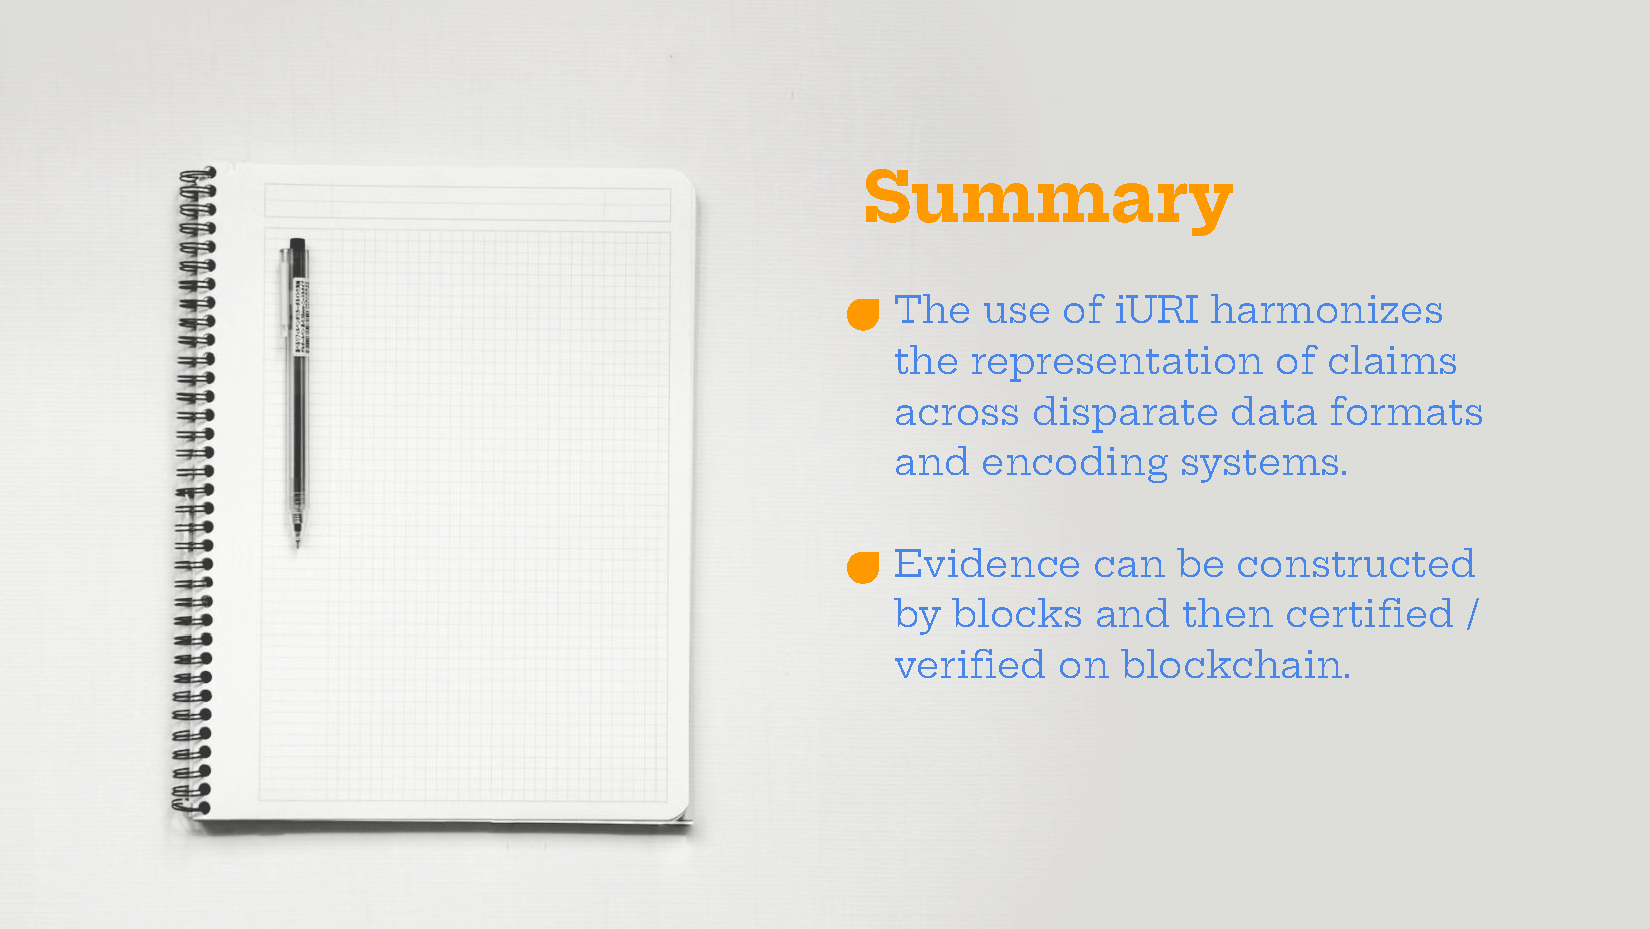 Summary
The use of iURI harmonizes
the representation of claims
across disparate data formats
and encoding systems.
Evidence can be constructed
by blocks and then certified /
verified on blockchain.